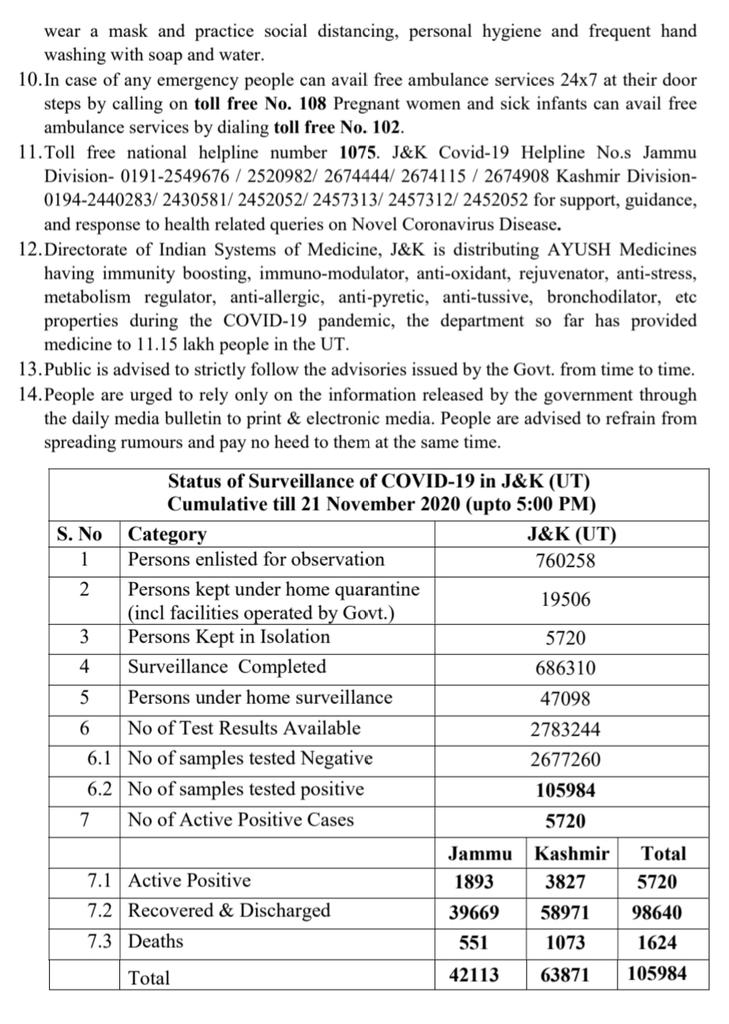 wear a mask and practice social distancing, personal hygiene and frequent hand
washing with soap and water.
10.In case of any emergency people can avail free ambulance services 24x7 at their door
steps by calling on toll free No. 108 Pregnant women and sick infants can avail free
ambulance services by dialing toll free No. 102.
11.Toll free national helpline number 1075. J&K Covid-19 Helpline No.s Jammu
Division- 0191-2549676 / 2520982/ 2674444/ 2674115 / 2674908 Kashmir Division-
0194-2440283/ 2430581/ 2452052/ 2457313/ 2457312/ 2452052 for support, guidance,
and response to health related queries on Novel Coronavirus Disease.
12.Directorate of Indian Systems of Medicine, J&K is distributing AYUSH Medicines
having immunity boosting, immuno-modulator, anti-oxidant, rejuvenator, anti-stress,
metabolism regulator, anti-allergic, anti-pyretic, anti-tussive, bronchodilator, etc
properties during the COVID-19 pandemic, the department so far has provided
medicine to 11.15 lakh people in the UT.
13.Public is advised to strictly follow the advisories issued by the Govt. from time to time.
14.People are urged to rely only on the information released by the government through
the daily media bulletin to print & electronic media. People are advised to refrain from
spreading rumours and pay no heed to them at the same time.
Status of Surveillance of COVID-19 in J&K (UT)
Cumulative till 21 November 2020 (upto 5:00 PM)
S. No Category J&K (UT)
1 Persons enlisted for observation 760258
2 Persons kept under home quarantine
(incl facilities operated by Govt.) 19506
3 Persons Kept in Isolation 5720
4 Surveillance Completed 686310
5 Persons under home surveillance 47098
6 No of Test Results Available 2783244
6.1 No of samples tested Negative 2677260
6.2 No of samples tested positive 105984
7 No of Active Positive Cases 5720
Jammu Kashmir Total
7.1 Active Positive 1893 3827 5720
7.2 Recovered & Discharged 39669 58971 98640
7.3 Deaths 551 1073 1624
Total 42113 63871 105984